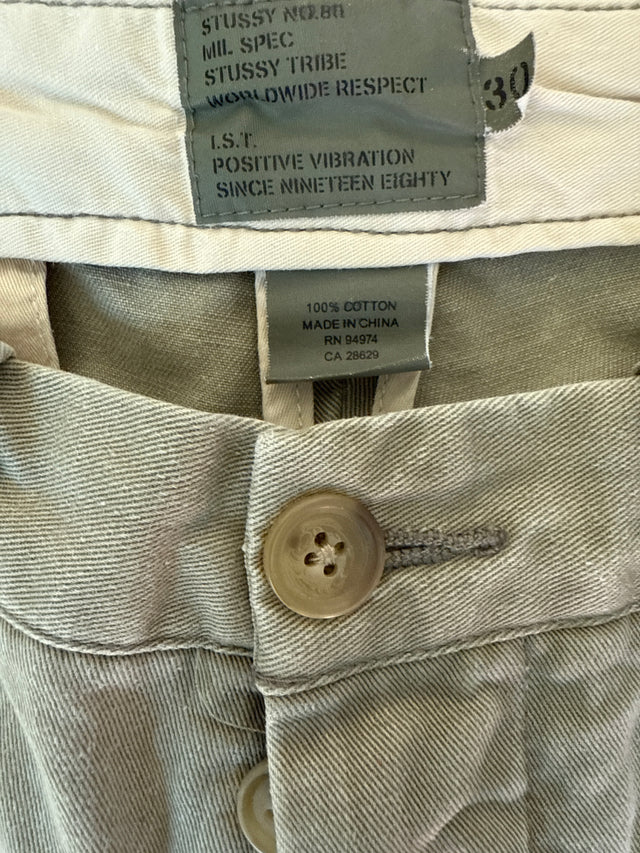 STUSSY NO.80
MIL SPEC
STUSSY TRIBE
WORLDWIDE RESPECT
I.S.T.
POSITIVE VIBRATION
SINCE NINETEEN EIGHTY
30
100% COTTON
MADE IN CHINA
RN 94974
CA 28629